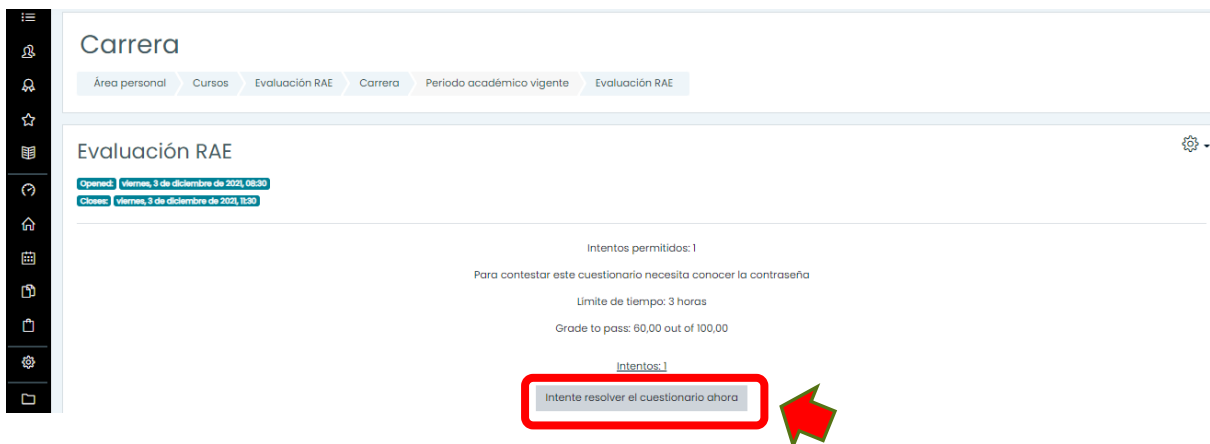 Carrera
Área personal Cursos Evaluación RAE Carrera Periodo académico vigente Evaluación RAE
Evaluación RAE
Opened: viernes, 3 de diciembre de 2021, 08:30
Closes: viernes, 3 de diciembre de 2021, 11:30
Intentos permitidos: 1
Para contestar este cuestionario necesita conocer la contraseña
Límite de tiempo: 3 horas
Grade to pass: 60,00 out of 100,00
Intentos: 1
Intente resolver el cuestionario ahora